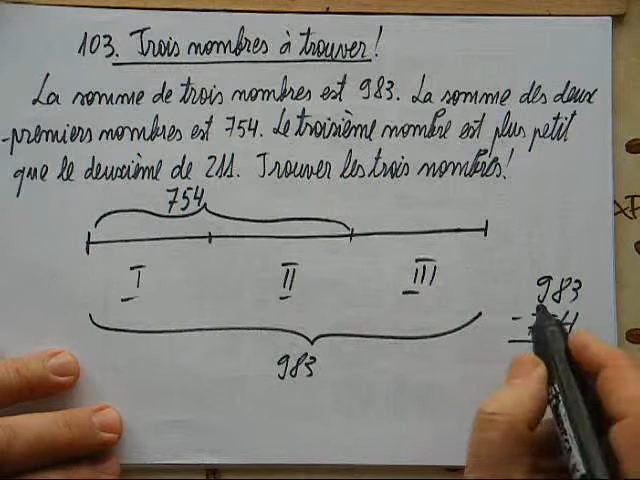 103. Trois nombres à trouver!
La somme de trois nombres est 983. La somme des deux
premiers nombres est 754. Le troisième nombre est plus petit
que le deuxième de 211. Trouver les trois nombres!
754
I II III
983
983
-